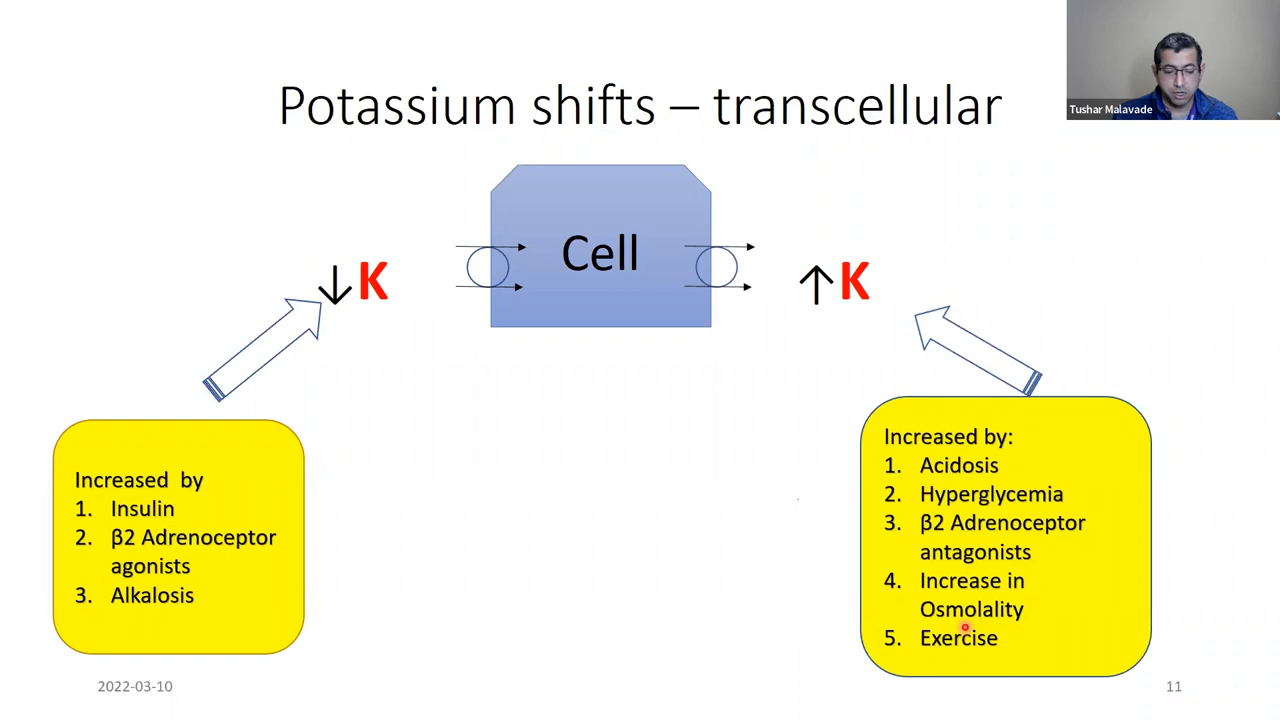 Tushar Malavade
Potassium shifts – transcellular
↓K
Cell
↑K
Increased by
1. Insulin
2. β2 Adrenoceptor
agonists
3. Alkalosis
Increased by:
1. Acidosis
2. Hyperglycemia
3. β2 Adrenoceptor
antagonists
4. Increase in
Osmolality
5. Exercise
2022-03-10
11